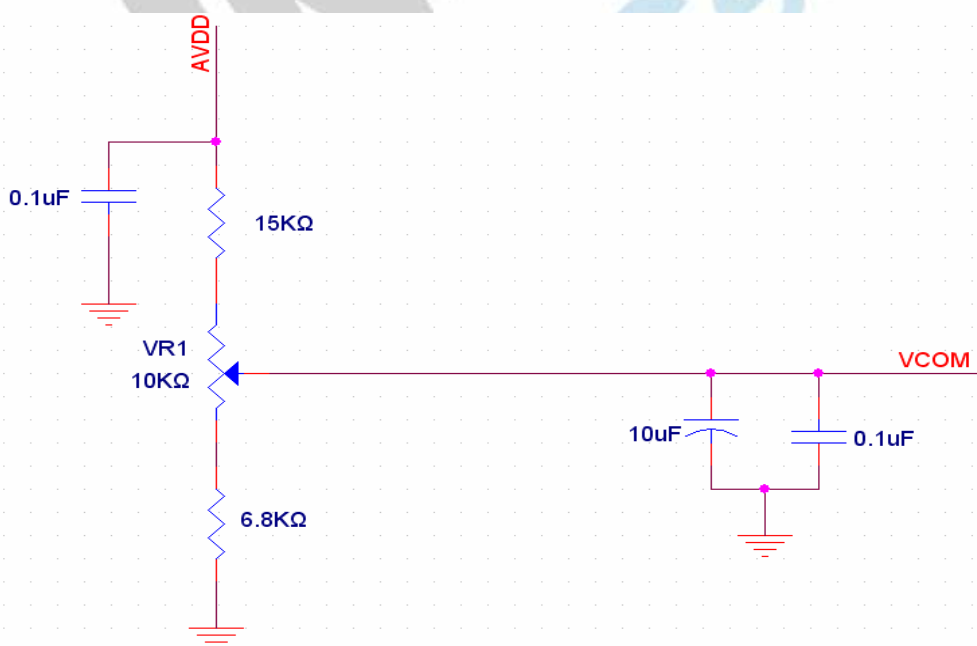 AVDD
0.1uF
15KΩ
VR1
10KΩ
VCOM
10uF
0.1uF
6.8KΩ